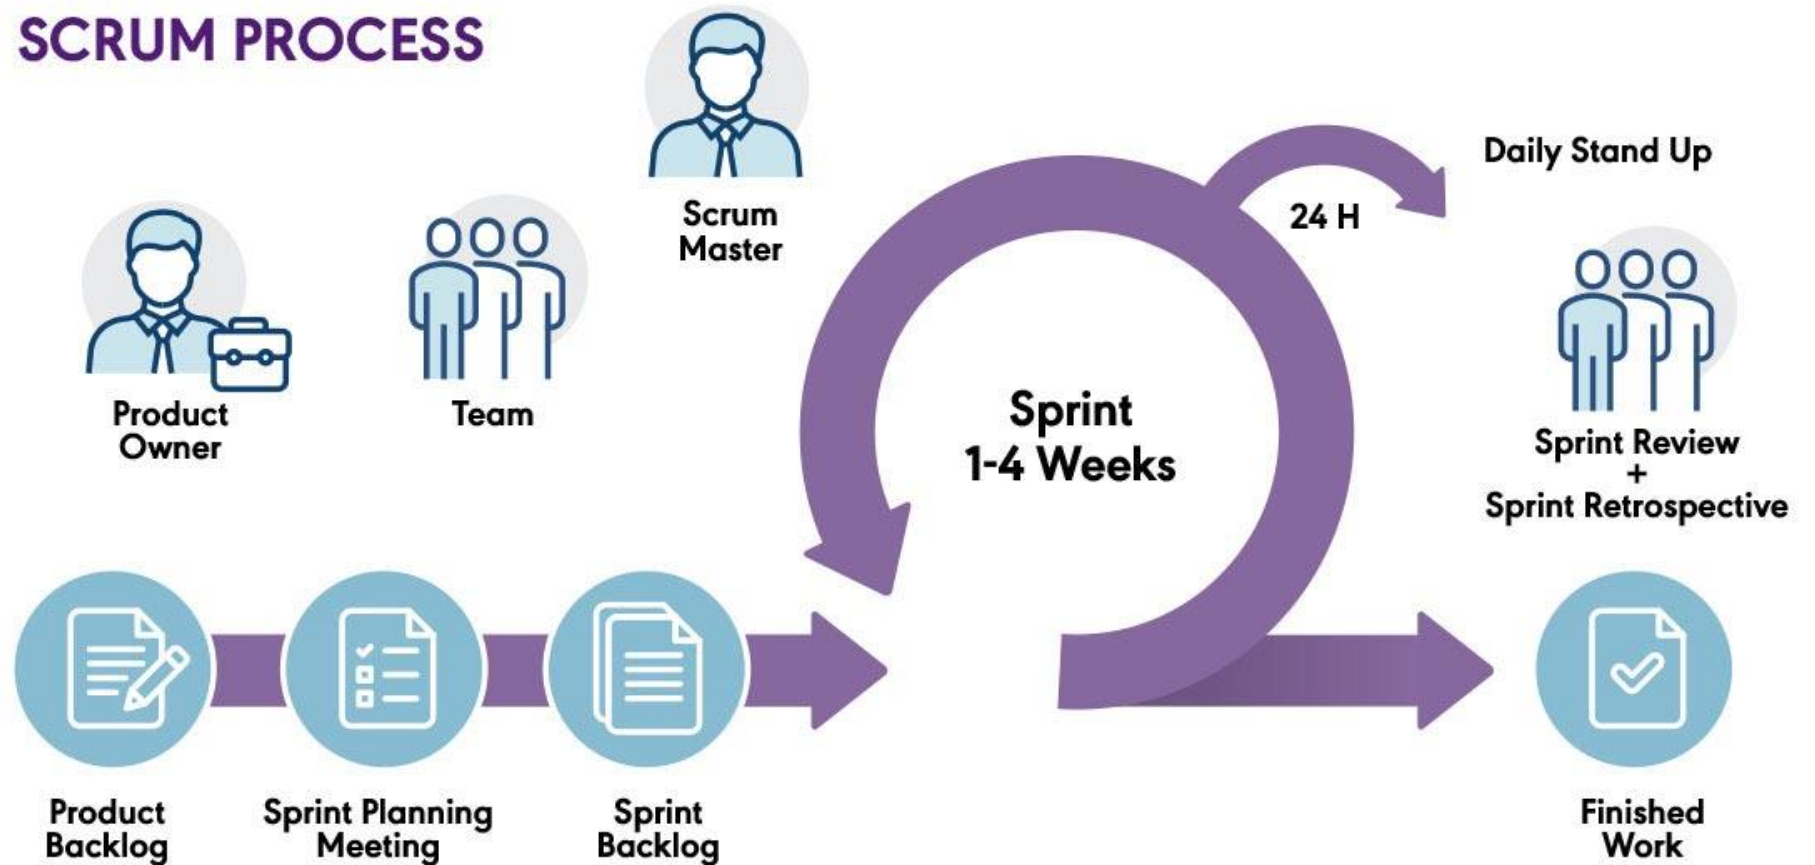 SCRUM PROCESS
Scrum
Master
Product
Owner
Team
Daily Stand Up
24 H
Sprint
1-4 Weeks
Sprint Review
+
Sprint Retrospective
Product
Backlog
Sprint Planning
Meeting
Sprint
Backlog
Finished
Work